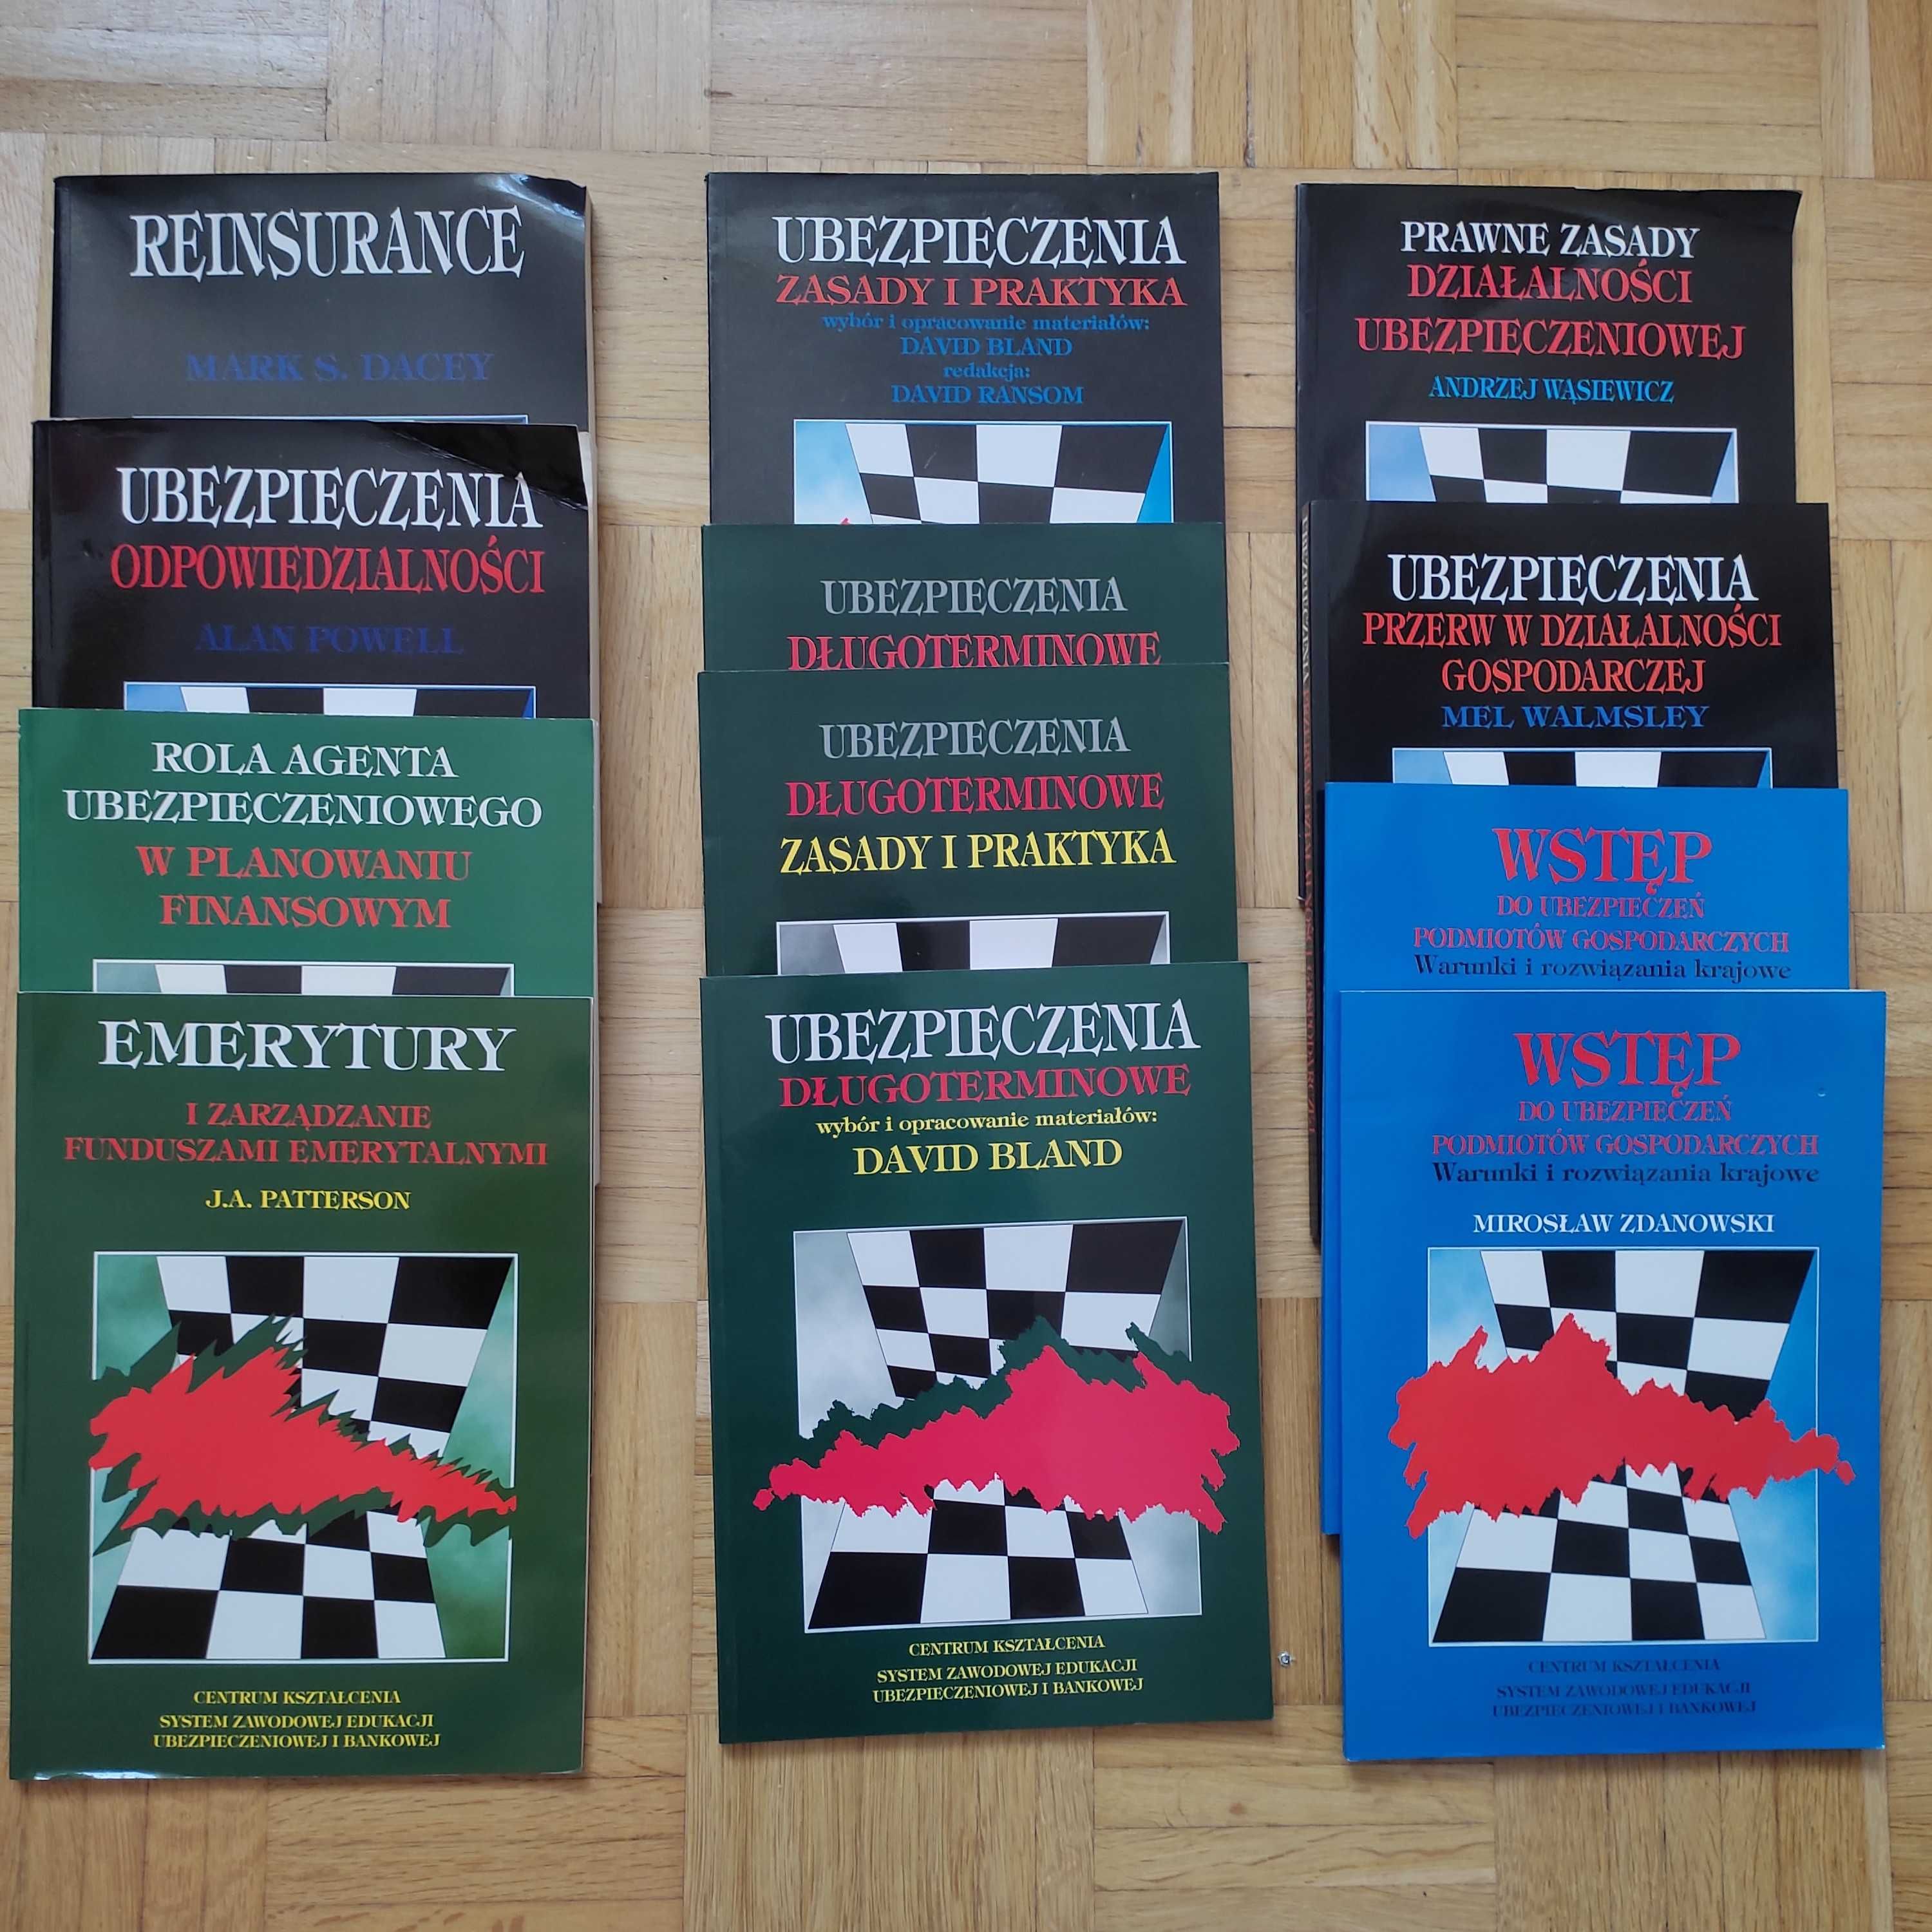 REINSURANCE
MARK S. DACEY
UBEZPIECZENIA
ODPOWIEDZIALNOŚCI
ALAN POWELL
ROLA AGENTA
UBEZPIECZENIOWEGO
W PLANOWANIU
FINANSOWYM
EMERYTURY
I ZARZĄDZANIE
FUNDUSZAMI EMERYTALNYMI
J.A. PATTERSON
CENTRUM KSZTAŁCENIA
SYSTEM ZAWODOWEJ EDUKACJI
UBEZPIECZENIOWEJ I BANKOWEJ
UBEZPIECZENIA
ZASADY I PRAKTYKA
wybór i opracowanie materiałów:
DAVID BLAND
redakcja:
DAVID RANSOM
UBEZPIECZENIA
DŁUGOTERMINOWE
UBEZPIECZENIA
DŁUGOTERMINOWE
ZASADY I PRAKTYKA
UBEZPIECZENIA
DŁUGOTERMINOWE
wybór i opracowanie materiałów:
DAVID BLAND
CENTRUM KSZTAŁCENIA
SYSTEM ZAWODOWEJ EDUKACJI
UBEZPIECZENIOWEJ I BANKOWEJ
PRAWNE ZASADY
DZIAŁALNOŚCI
UBEZPIECZENIOWEJ
ANDRZEJ WĄSIEWICZ
UBEZPIECZENIA
PRZERW W DZIAŁALNOŚCI
GOSPODARCZEJ
MEL WALMSLEY
WSTĘP
DO UBEZPIECZEŃ
PODMIOTÓW GOSPODARCZYCH
Warunki i rozwiązania krajowe
WSTĘP
DO UBEZPIECZEŃ
PODMIOTÓW GOSPODARCZYCH
Warunki i rozwiązania krajowe
MIROSŁAW ZDANOWSKI
CENTRUM KSZTAŁCENIA
SYSTEM ZAWODOWEJ EDUKACJI
UBEZPIECZENIOWEJ I BANKOWEJ